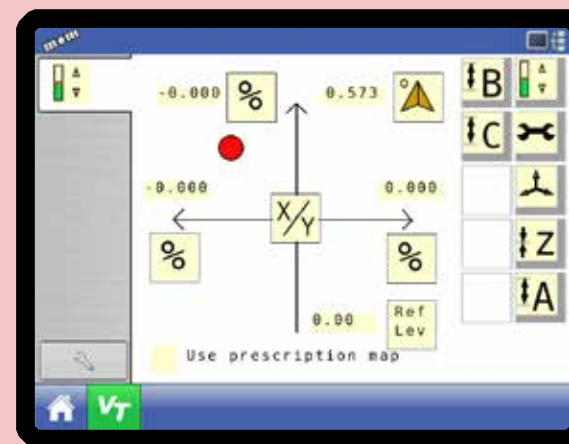 -0.000 % 0.573
B
C
-0.000 X/Y 0.000
% %
Z
A
0.00 Ref
Lev
Use prescription map
VT